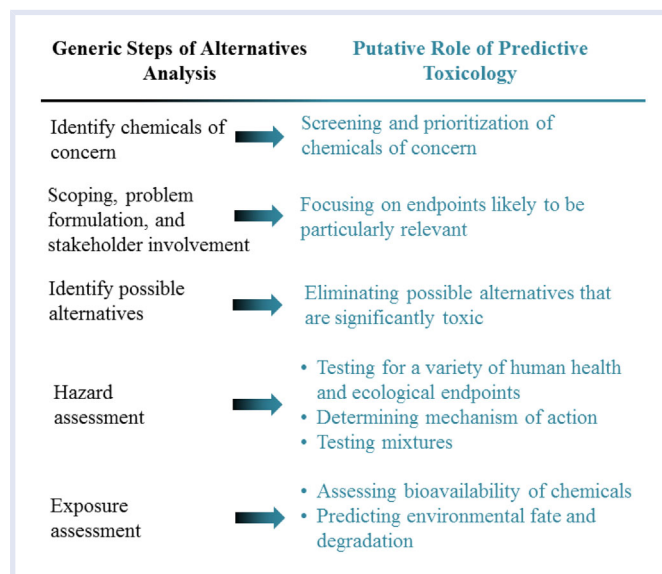 Generic Steps of Alternatives
Analysis
Putative Role of Predictive
Toxicology
Identify chemicals of
concern
Screening and prioritization of
chemicals of concern
Scoping, problem
formulation, and
stakeholder involvement
Focusing on endpoints likely to be
particularly relevant
Identify possible
alternatives
Eliminating possible alternatives that
are significantly toxic
Hazard
assessment
• Testing for a variety of human health
and ecological endpoints
• Determining mechanism of action
• Testing mixtures
Exposure
assessment
• Assessing bioavailability of chemicals
• Predicting environmental fate and
degradation